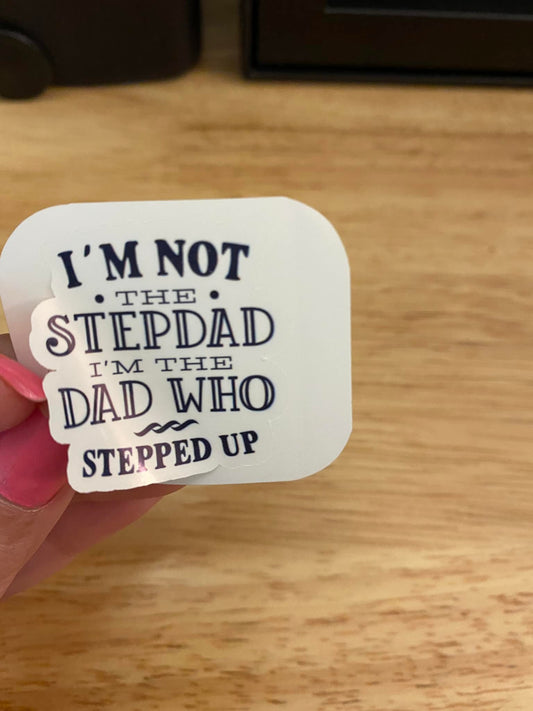 I'M NOT
• THE •
STEPDAD
I'M THE
DAD WHO
STEPPED UP